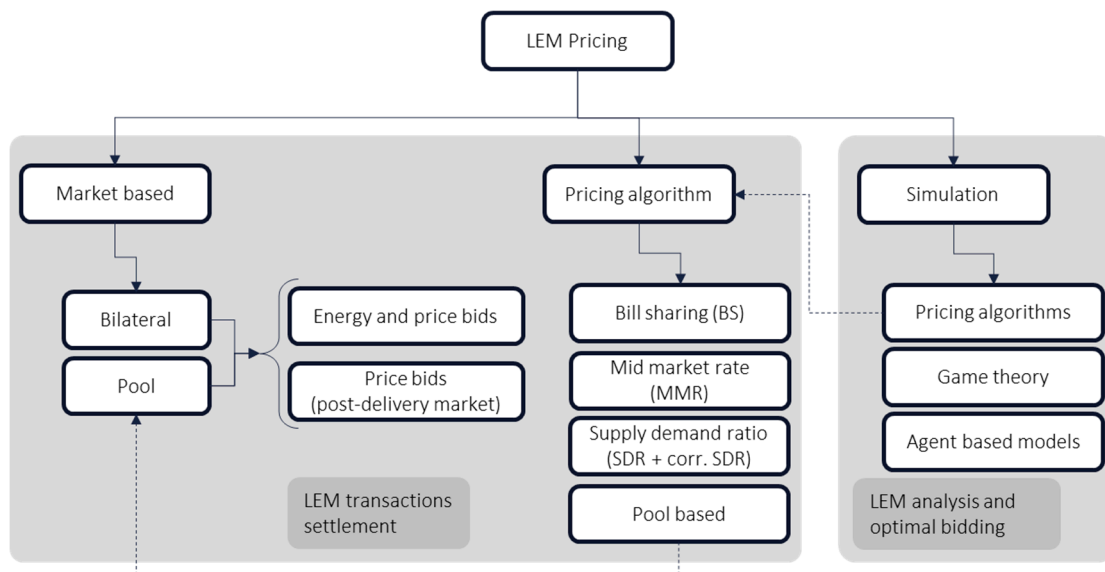 LEM Pricing
Market based
Pricing algorithm
Simulation
Bilateral
Pool
Energy and price bids
Price bids
(post-delivery market)
Bill sharing (BS)
Mid market rate
(MMR)
Supply demand ratio
(SDR + corr. SDR)
Pool based
Pricing algorithms
Game theory
Agent based models
LEM transactions
settlement
LEM analysis and
optimal bidding